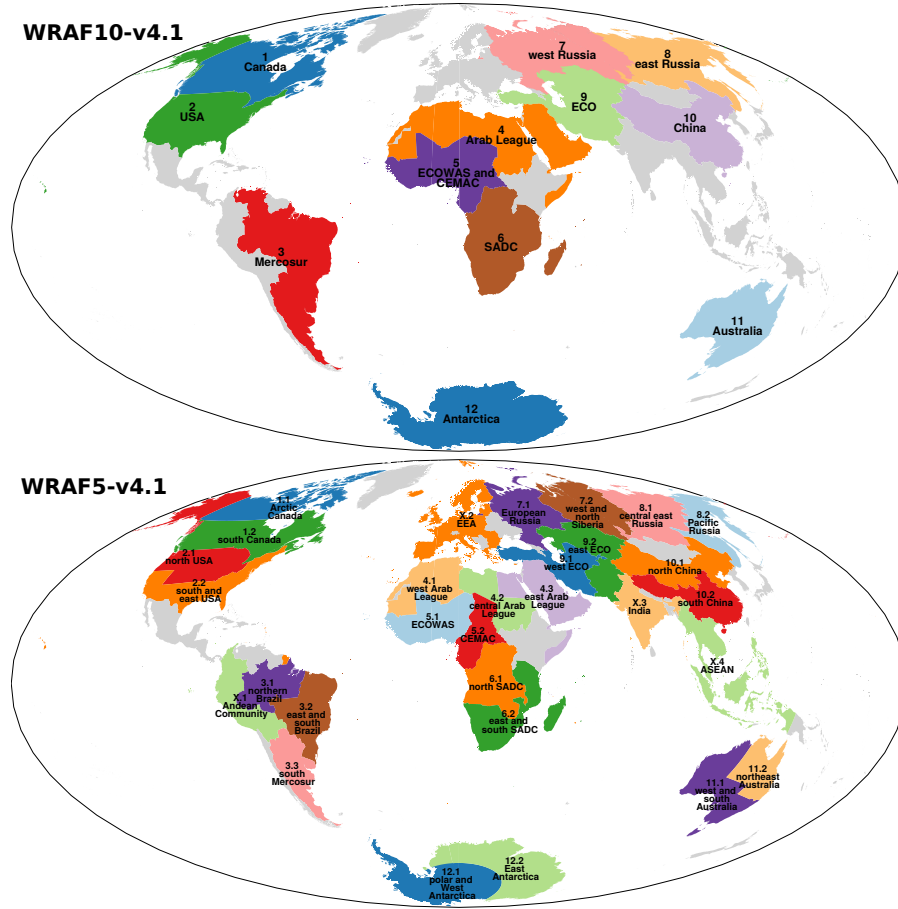 WRAF10-v4.1
1
Canada
2
USA
3
Mercosur
4
Arab League
5
ECOWAS and
CEMAC
6
SADC
7
west Russia
8
east Russia
9
ECO
10
China
11
Australia
12
Antarctica
WRAF5-v4.1
1.1
Arctic
Canada
1.2
south Canada
2.1
north USA
2.2
south and
east USA
X.1
Andean
Community
3.1
northern
Brazil
3.2
east and
south
Brazil
3.3
south
Mercosur
X.2
EEA
4.1
west Arab
League
4.2
central Arab
League
4.3
east Arab
League
5.1
ECOWAS
5.2
CEMAC
6.1
north SADC
6.2
east and
south SADC
7.1
European
Russia
7.2
west and
north
Siberia
8.1
central east
Russia
8.2
Pacific
Russia
9.1
west ECO
9.2
east ECO
10.1
north China
10.2
south China
X.3
India
X.4
ASEAN
11.1
west and
south
Australia
11.2
northeast
Australia
12.1
polar and
West
Antarctica
12.2
East
Antarctica